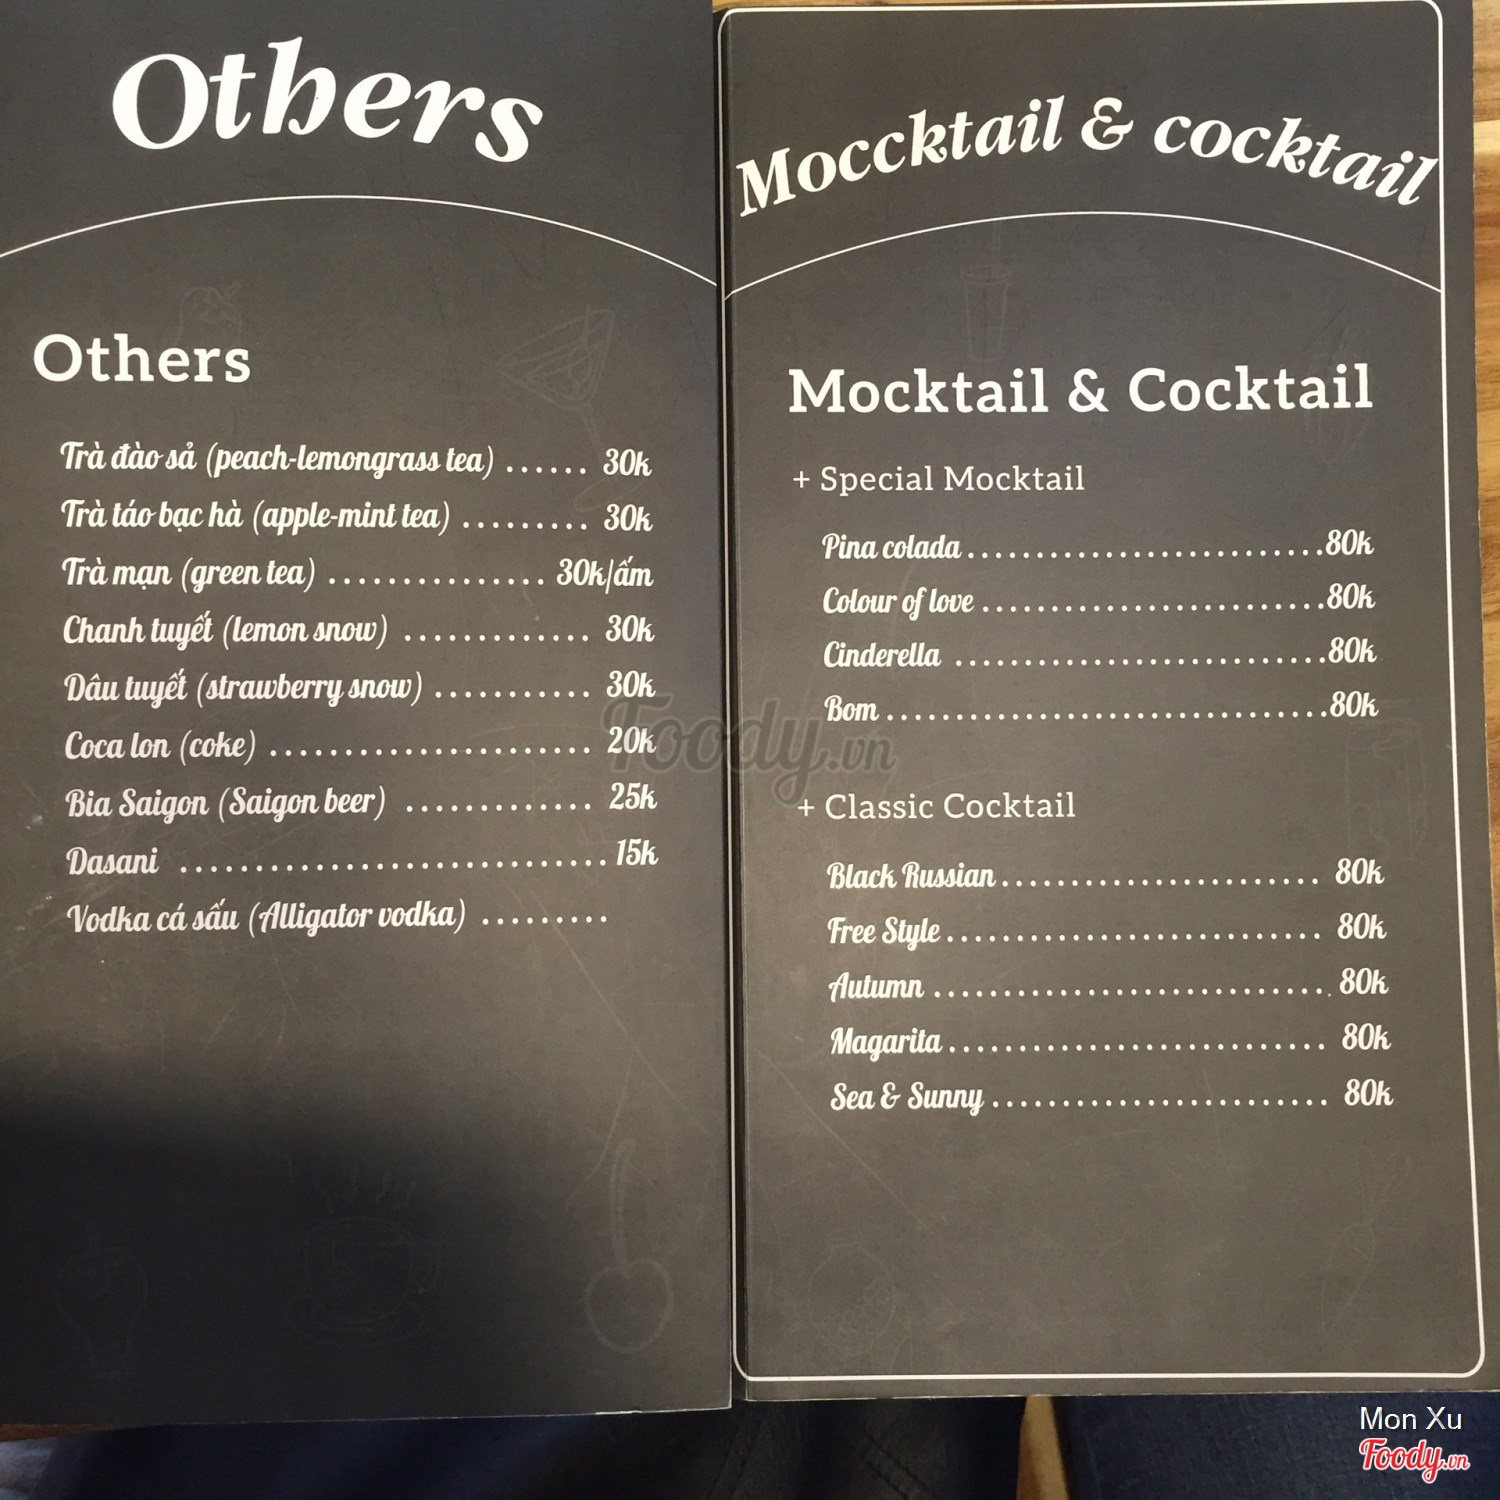 Others
Others
Trà đào sả (peach-lemongrass tea) ...... 30k
Trà táo bạc hà (apple-mint tea) ......... 30k
Trà mạn (green tea) ............... 30k/ấm
Chanh tuyết (lemon snow) ............. 30k
Dâu tuyết (strawberry snow) ........... 30k
Coca lon (coke) ...................... 20k
Bia Saigon (Saigon beer) ............. 25k
Dasani ............................. 15k
Vodka cá sấu (Alligator vodka) .........
Moccktail & cocktail
Mocktail & Cocktail
+ Special Mocktail
Pina colada ..........................80k
Colour of love .........................80k
Cinderella ...........................80k
Bom ................................80k
+ Classic Cocktail
Black Russian ....................... 80k
Free Style ........................... 80k
Autumn ............................ 80k
Magarita ........................... 80k
Sea & Sunny ........................ 80k
Foody.vn
Mon Xu
Foody.vn